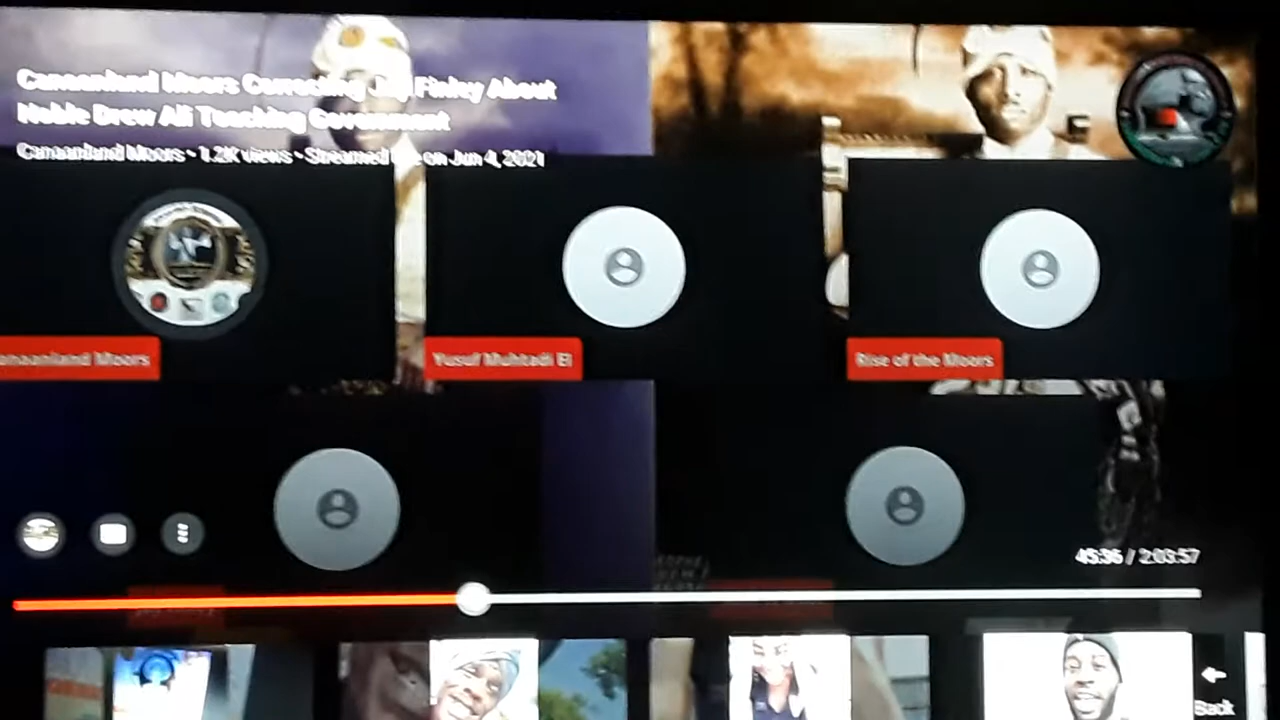 Canaanland Moors Correcting Finley About
Noble Drew Ali Teaching Government
Canaanland Moors • 1.2K views • Streamed on Jun 4, 2021
Moors
Yusuf Muhtadi El
Rise of the Moors
45:36 / 2:03:57
Back